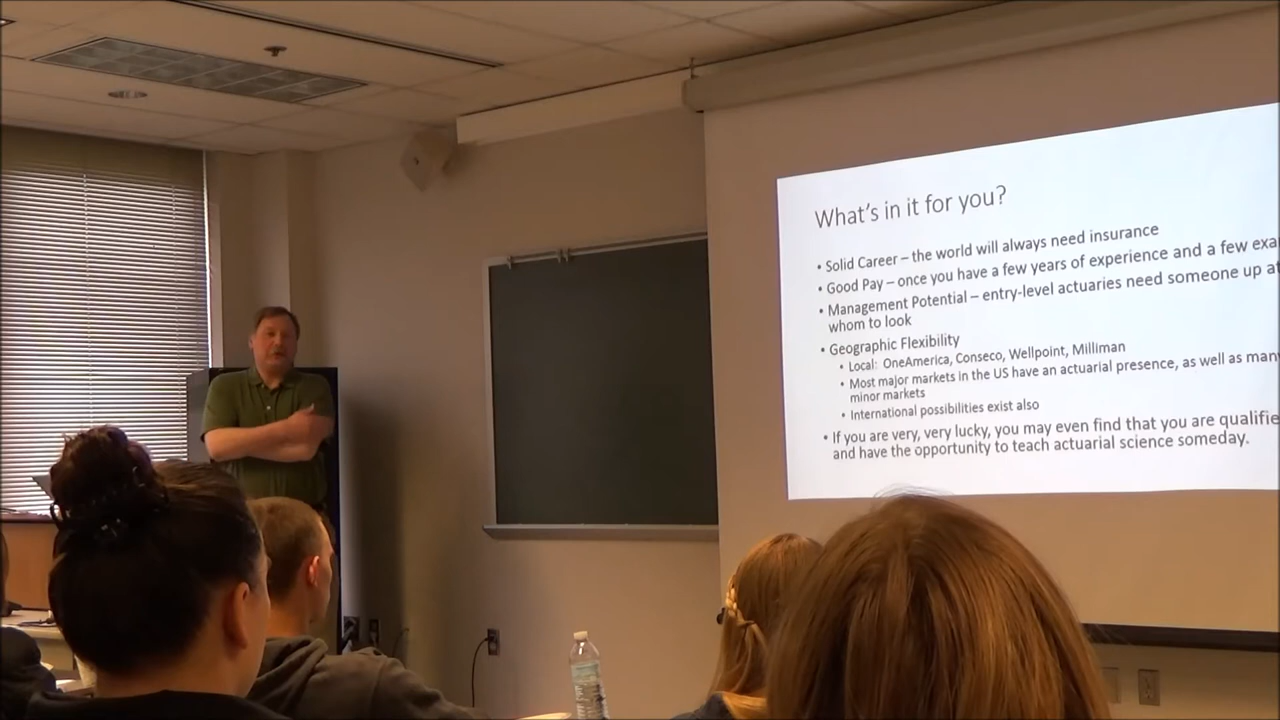 What's in it for you?
• Solid Career – the world will always need insurance
• Good Pay – once you have a few years of experience and a few exa
• Management Potential – entry-level actuaries need someone up at
whom to look
• Geographic Flexibility
• Local: OneAmerica, Conseco, Wellpoint, Milliman
• Most major markets in the US have an actuarial presence, as well as many
minor markets
• International possibilities exist also
• If you are very, very lucky, you may even find that you are qualifie
and have the opportunity to teach actuarial science someday.